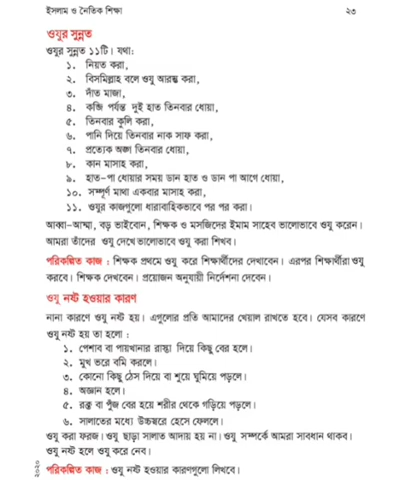 ইসলাম ও নৈতিক শিক্ষা ২৩
ওযুর সুন্নত
ওযুর সুন্নত ১১টি। যথা:
১. নিয়ত করা,
২. বিসমিল্লাহ বলে ওযু আরম্ভ করা,
৩. দাঁত মাজা,
৪. কব্জি পর্যন্ত দুই হাত তিনবার ধোয়া,
৫. তিনবার কুলি করা,
৬. পানি দিয়ে তিনবার নাক সাফ করা,
৭. প্রত্যেক অঙ্গ তিনবার ধোয়া,
৮. কান মাসাহ করা,
৯. হাত-পা ধোয়ার সময় ডান হাত ও ডান পা আগে ধোয়া,
১০. সম্পূর্ণ মাথা একবার মাসাহ করা,
১১. ওযুর কাজগুলো ধারাবাহিকভাবে পর পর করা।
আব্বা-আম্মা, বড় ভাইবোন, শিক্ষক ও মসজিদের ইমাম সাহেব ভালোভাবে ওযু করেন।
আমরা তাঁদের ওযু দেখে ভালোভাবে ওযু করা শিখব।
পরিকল্পিত কাজ : শিক্ষক প্রথমে ওযু করে শিক্ষার্থীদের দেখাবেন। এরপর শিক্ষার্থীরা ওযু
করবে। শিক্ষক দেখবেন। প্রয়োজন অনুযায়ী নির্দেশনা দেবেন।
ওযু নষ্ট হওয়ার কারণ
নানা কারণে ওযু নষ্ট হয়। এগুলোর প্রতি আমাদের খেয়াল রাখতে হবে। যেসব কারণে
ওযু নষ্ট হয় তা হলো :
১. পেশাব বা পায়খানার রাস্তা দিয়ে কিছু বের হলে।
২. মুখ ভরে বমি করলে।
৩. কোনো কিছু ঠেস দিয়ে বা শুয়ে ঘুমিয়ে পড়লে।
৪. অজ্ঞান হলে।
৫. রক্ত বা পুঁজ বের হয়ে শরীর থেকে গড়িয়ে পড়লে।
৬. সালাতের মধ্যে উচ্চস্বরে হেসে ফেললে।
ওযু করা ফরজ। ওযু ছাড়া সালাত আদায় হয় না। ওযু সম্পর্কে আমরা সাবধান থাকব।
ওযু নষ্ট হলে ওযু করে নেব।
পরিকল্পিত কাজ : ওযু নষ্ট হওয়ার কারণগুলো লিখবে।
২০২০